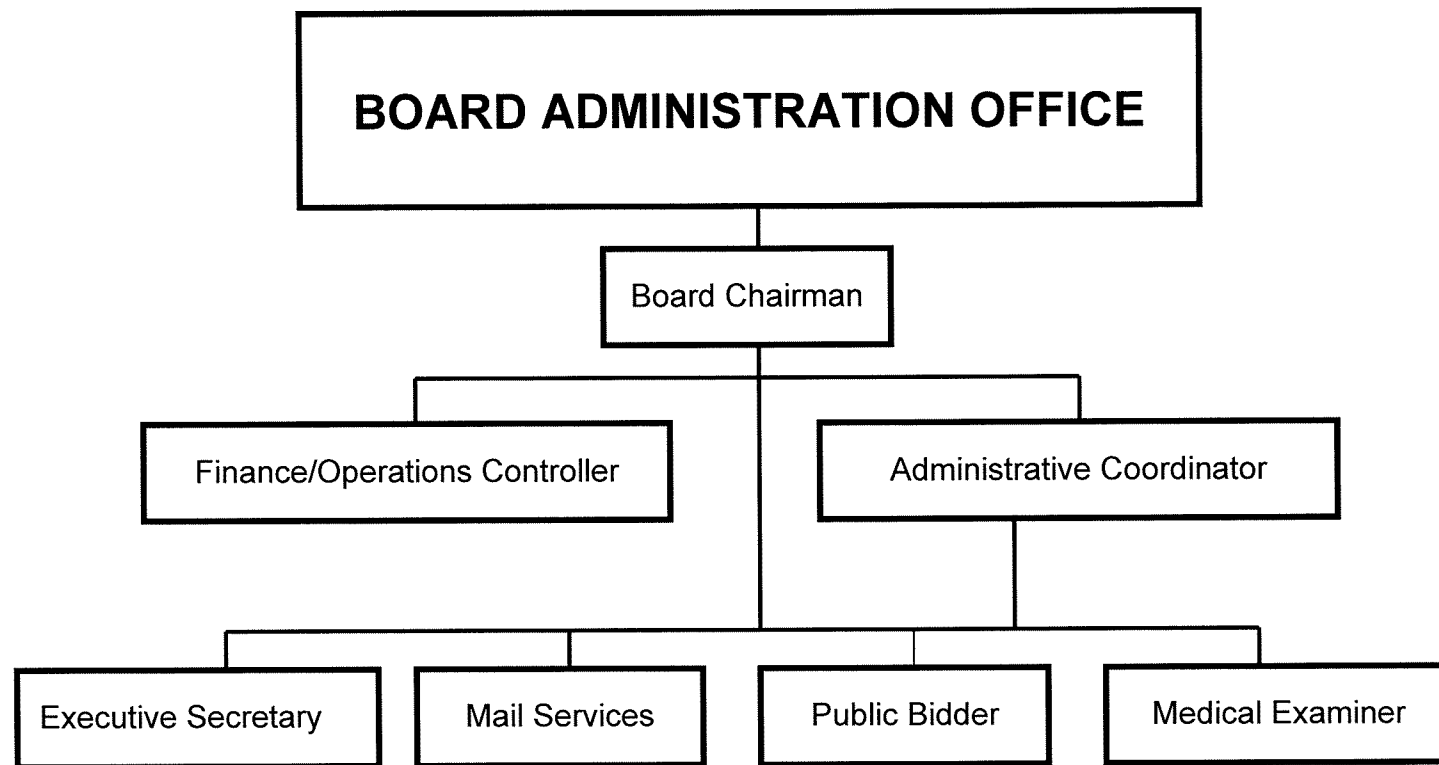 BOARD ADMINISTRATION OFFICE
Board Chairman
Finance/Operations Controller
Administrative Coordinator
Executive Secretary
Mail Services
Public Bidder
Medical Examiner